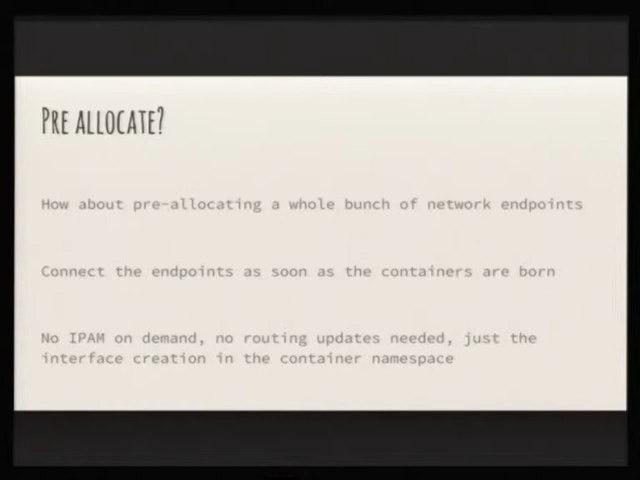 PRE ALLOCATE?
How about pre-allocating a whole bunch of network endpoints
Connect the endpoints as soon as the containers are born
No IPAM on demand, no routing updates needed, just the
interface creation in the container namespace